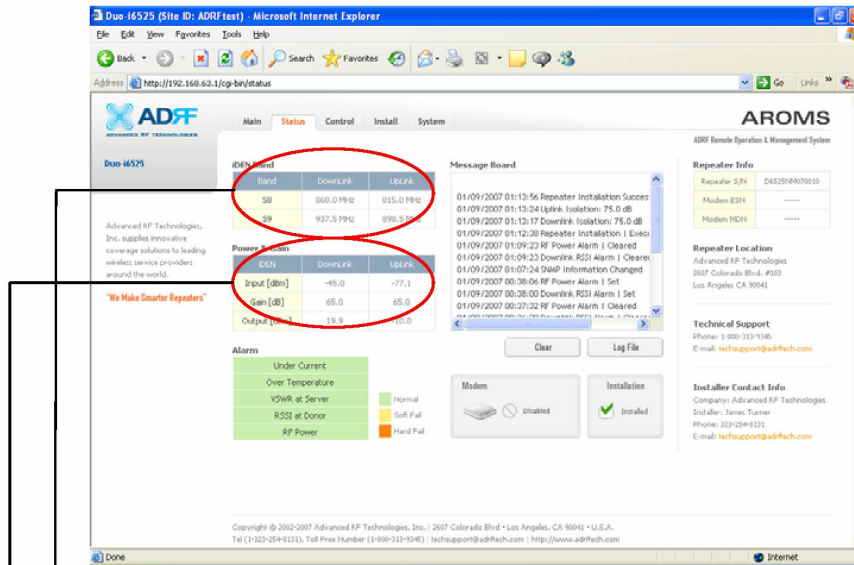 Duo-i6525 (Site ID: ADRFtest) - Microsoft Internet Explorer
File Edit View Favorites Tools Help
Back Search Favorites
Address http://192.168.63.1/cgi-bin/status Go Links
ADRF
ADVANCED RF TECHNOLOGIES
Main Status Control Install System
AROMS
ADRF Remote Operation & Management System
Duo-i6525
Advanced RF Technologies,
Inc. supplies innovative
coverage solutions to leading
wireless service providers
around the world.
"We Make Smarter Repeaters"
iDEN Band
Band DownLink UpLink
S8 860.0 MHz 815.0 MHz
S9 937.5 MHz 898.5 MHz
Power & Gain
iDEN DownLink UpLink
Input [dBm] -45.0 -77.1
Gain [dB] 65.0 65.0
Output [dBm] 19.9 -10.0
Alarm
Under Current
Over Temperature
VSWR at Server
RSSI at Donor
RF Power
Normal
Soft Fail
Hard Fail
Message Board
01/09/2007 01:13:56 Repeater Installation Success
01/09/2007 01:13:24 Uplink Isolation: 75.0 dB
01/09/2007 01:13:17 Downlink Isolation: 75.0 dB
01/09/2007 01:12:38 Repeater Installation | Execu
01/09/2007 01:09:23 RF Power Alarm | Cleared
01/09/2007 01:09:23 Downlink RSSI Alarm | Cleared
01/09/2007 01:07:24 SNMP Information Changed
01/09/2007 00:38:06 RF Power Alarm | Set
01/09/2007 00:38:00 Downlink RSSI Alarm | Set
01/09/2007 00:37:32 RF Power Alarm | Cleared
Clear Log File
Modem
Disabled
Installation
Installed
Repeater Info
Repeater S/N D6525NM070010
Modem ESN -----
Modem MDN -----
Repeater Location
Advanced RF Technologies
2607 Colorado Blvd. #103
Los Angeles CA 90041
Technical Support
Phone: 1-800-313-9345
E-mail: techsupport@adrftech.com
Installer Contact Info
Company: Advanced RF Technologies
Installer: James Turner
Phone: 323-254-8131
E-mail: techsupport@adrftech.com
Copyright © 2002-2007 Advanced RF Technologies, Inc. | 2607 Colorado Blvd • Los Angeles, CA 90041 • U.S.A.
Tel (1-323-254-8131), Toll Free Number (1-800-313-9345) | techsupport@adrftech.com | http://www.adrftech.com
Done Internet